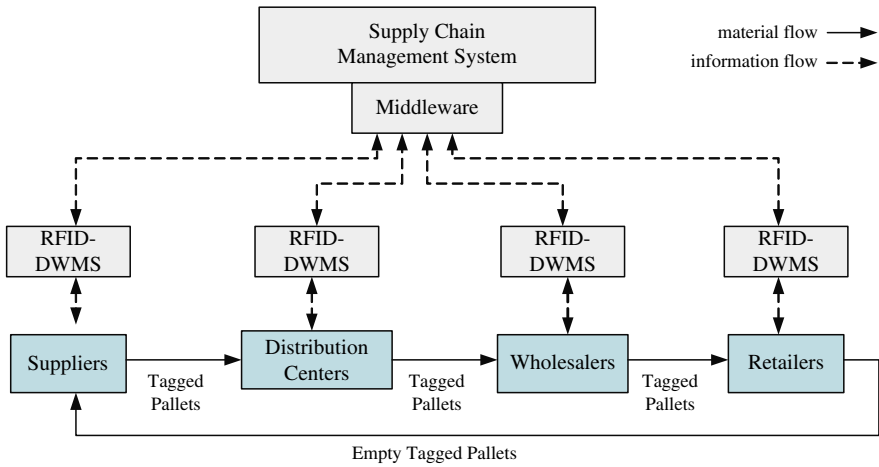 Supply Chain
Management System
Middleware
material flow
information flow
RFID-
DWMS
RFID-
DWMS
RFID-
DWMS
RFID-
DWMS
Suppliers
Distribution
Centers
Wholesalers
Retailers
Tagged
Pallets
Tagged
Pallets
Tagged
Pallets
Empty Tagged Pallets